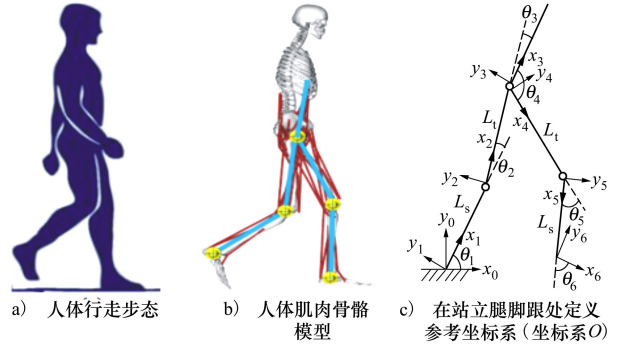 θ₃
x₃
y₃
y₄
θ₄
Lₜ
x₄
Lₜ
x₂
θ₂
y₂
x₅
y₅
Lₛ
θ₅
y₀
Lₛ
y₆
y₁
x₁
θ₁
x₀
x₆
θ₆
a) 人体行走步态
b) 人体肌肉骨骼
模型
c) 在站立腿脚跟处定义
参考坐标系(坐标系O)